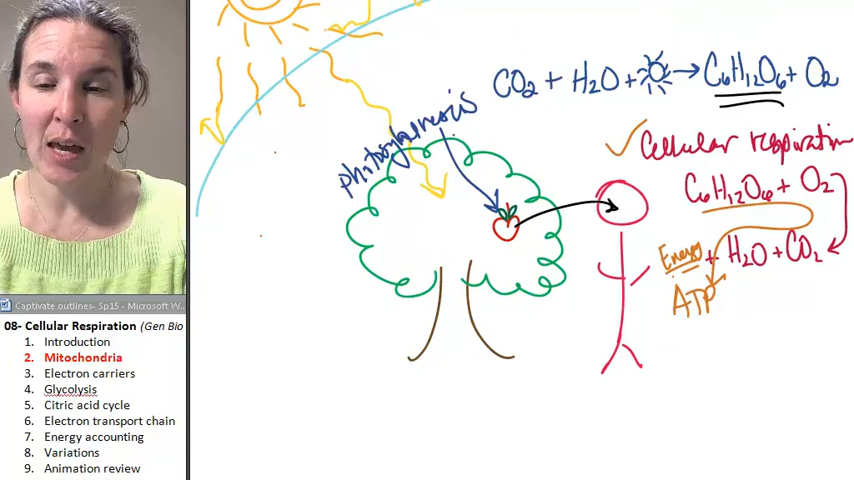 CO2 + H2O + → C6H12O6 + O2
photosynthesis
✓ Cellular respiration
C6H12O6 + O2
Energy + H2O + CO2
ATP
Captivate outlines- Sp15 - Microsoft W.
08- Cellular Respiration (Gen Bio
1. Introduction
2. Mitochondria
3. Electron carriers
4. Glycolysis
5. Citric acid cycle
6. Electron transport chain
7. Energy accounting
8. Variations
9. Animation review